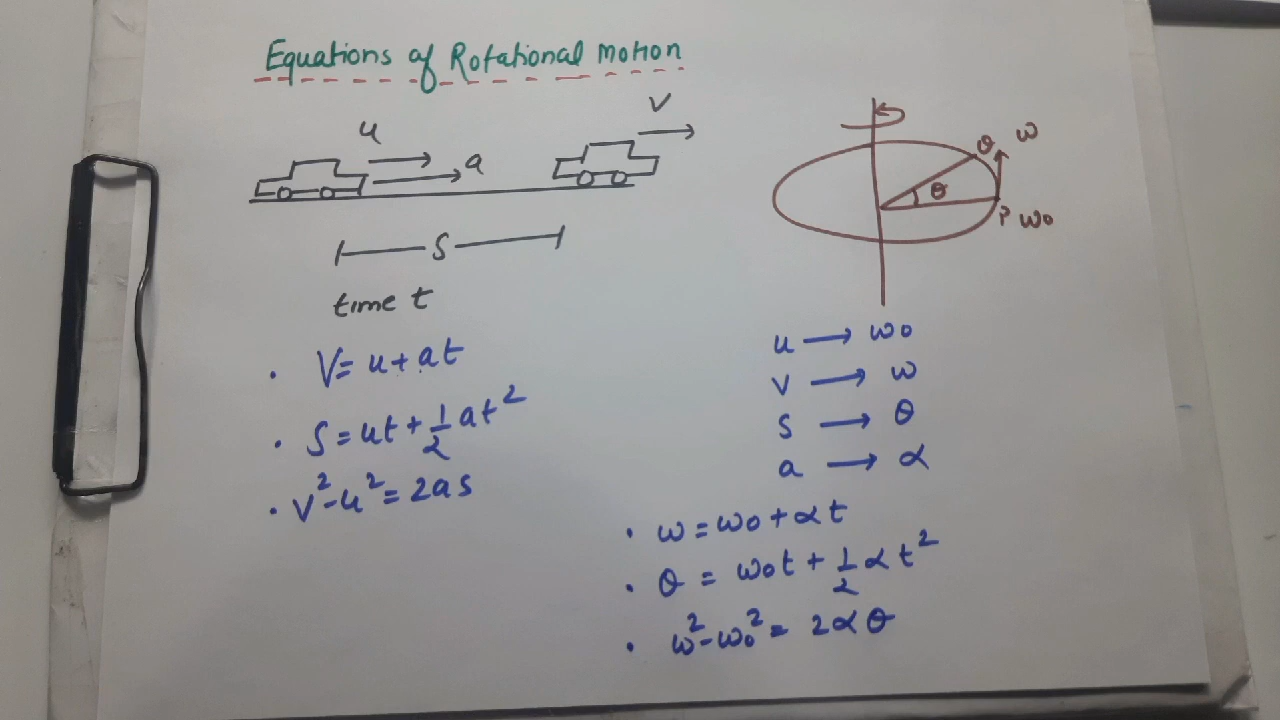 Equations of Rotational Motion
u
a
V
S
time t
• V = u + at
• S = ut + 1/2 at²
• v² - u² = 2as
Q ω
θ
P ω₀
u → ω₀
v → ω
s → θ
a → α
• ω = ω₀ + αt
• θ = ω₀t + 1/2 αt²
• ω² - ω₀² = 2αθ